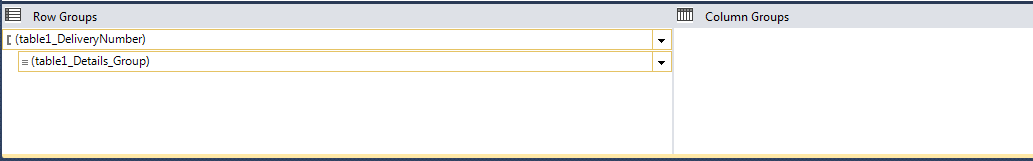 Row Groups
Column Groups
(table1_DeliveryNumber)
(table1_Details_Group)